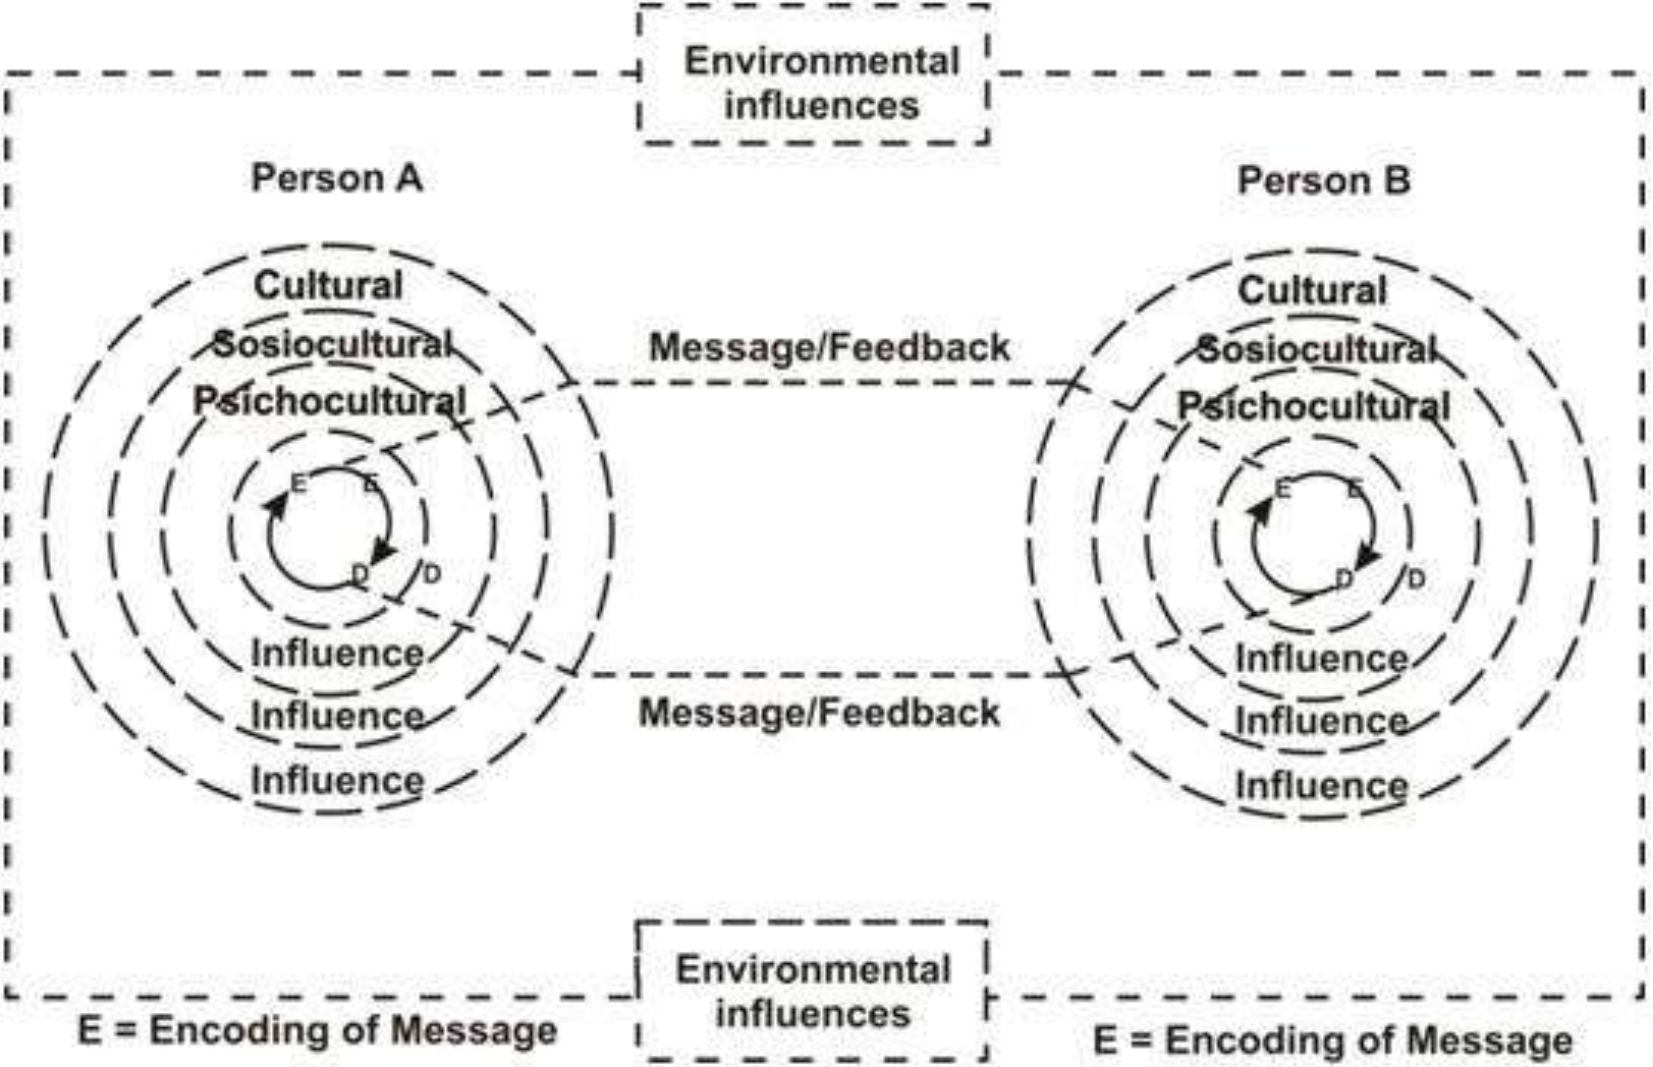 Environmental
influences
Person A
Person B
Cultural
Sosiocultural
Psichocultural
E E
D D
Influence
Influence
Influence
Message/Feedback
Message/Feedback
Cultural
Sosiocultural
Psichocultural
E E
D D
Influence
Influence
Influence
Environmental
influences
E = Encoding of Message
E = Encoding of Message